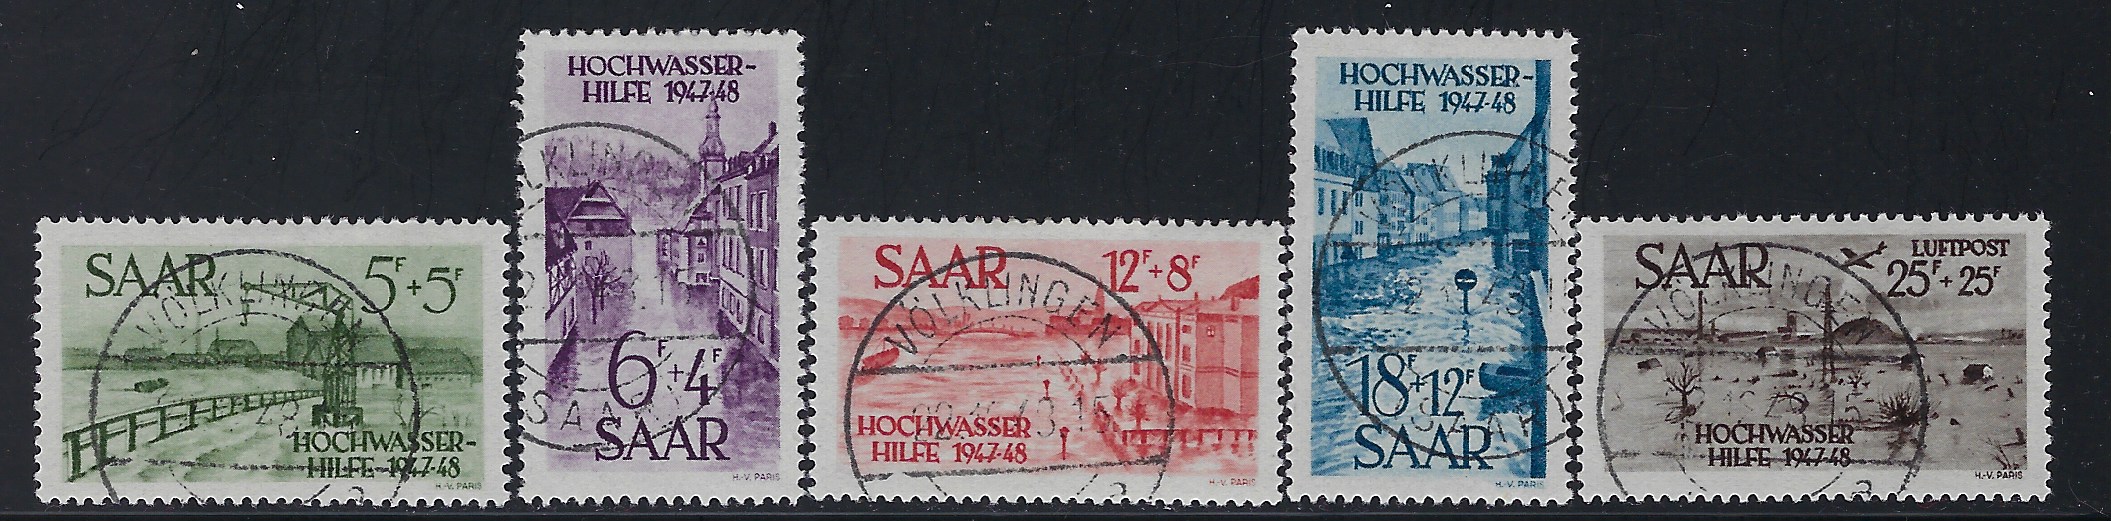 SAAR 5F+5F
VÖLKLINGEN
HOCHWASSER-
HILFE 1947-48
H.-V. PARIS
HOCHWASSER-
HILFE 1947-48
6F+4F
SAAR
H.-V. PARIS
SAAR 12F+8F
VÖLKLINGEN
HOCHWASSER
HILFE 1947-48
H.-V. PARIS
HOCHWASSER-
HILFE 1947-48
18F+12F
SAAR
H.-V. PARIS
SAAR LUFTPOST
25F+25F
VÖLKLINGEN
HOCHWASSER
HILFE 1947-48
H.-V. PARIS